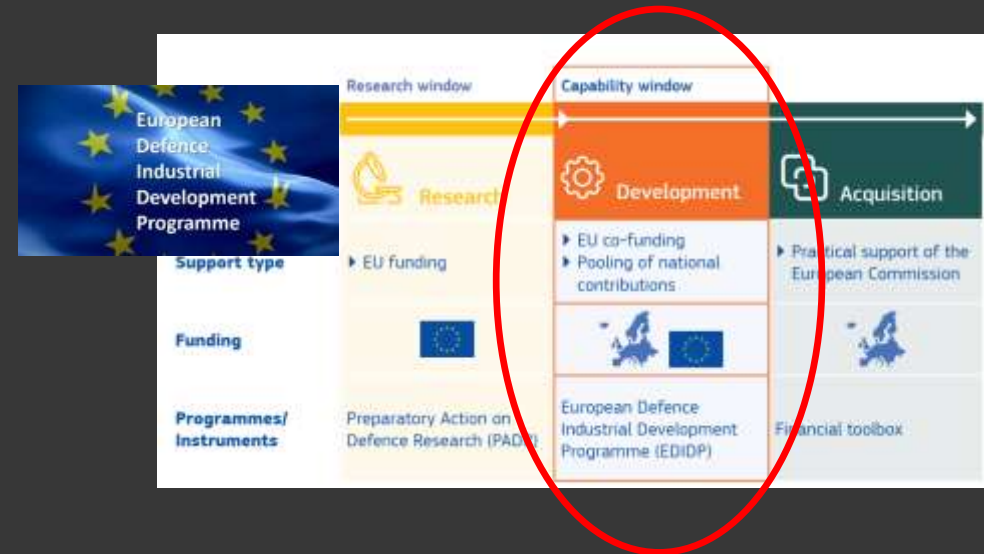 European
Defence
Industrial
Development
Programme
Research window
Capability window
Research
Development
Acquisition
Support type
EU funding
EU co-funding
Pooling of national
contributions
Practical support of the
European Commission
Funding
Programmes/
Instruments
Preparatory Action on
Defence Research (PADR)
European Defence
Industrial Development
Programme (EDIDP)
Financial toolbox